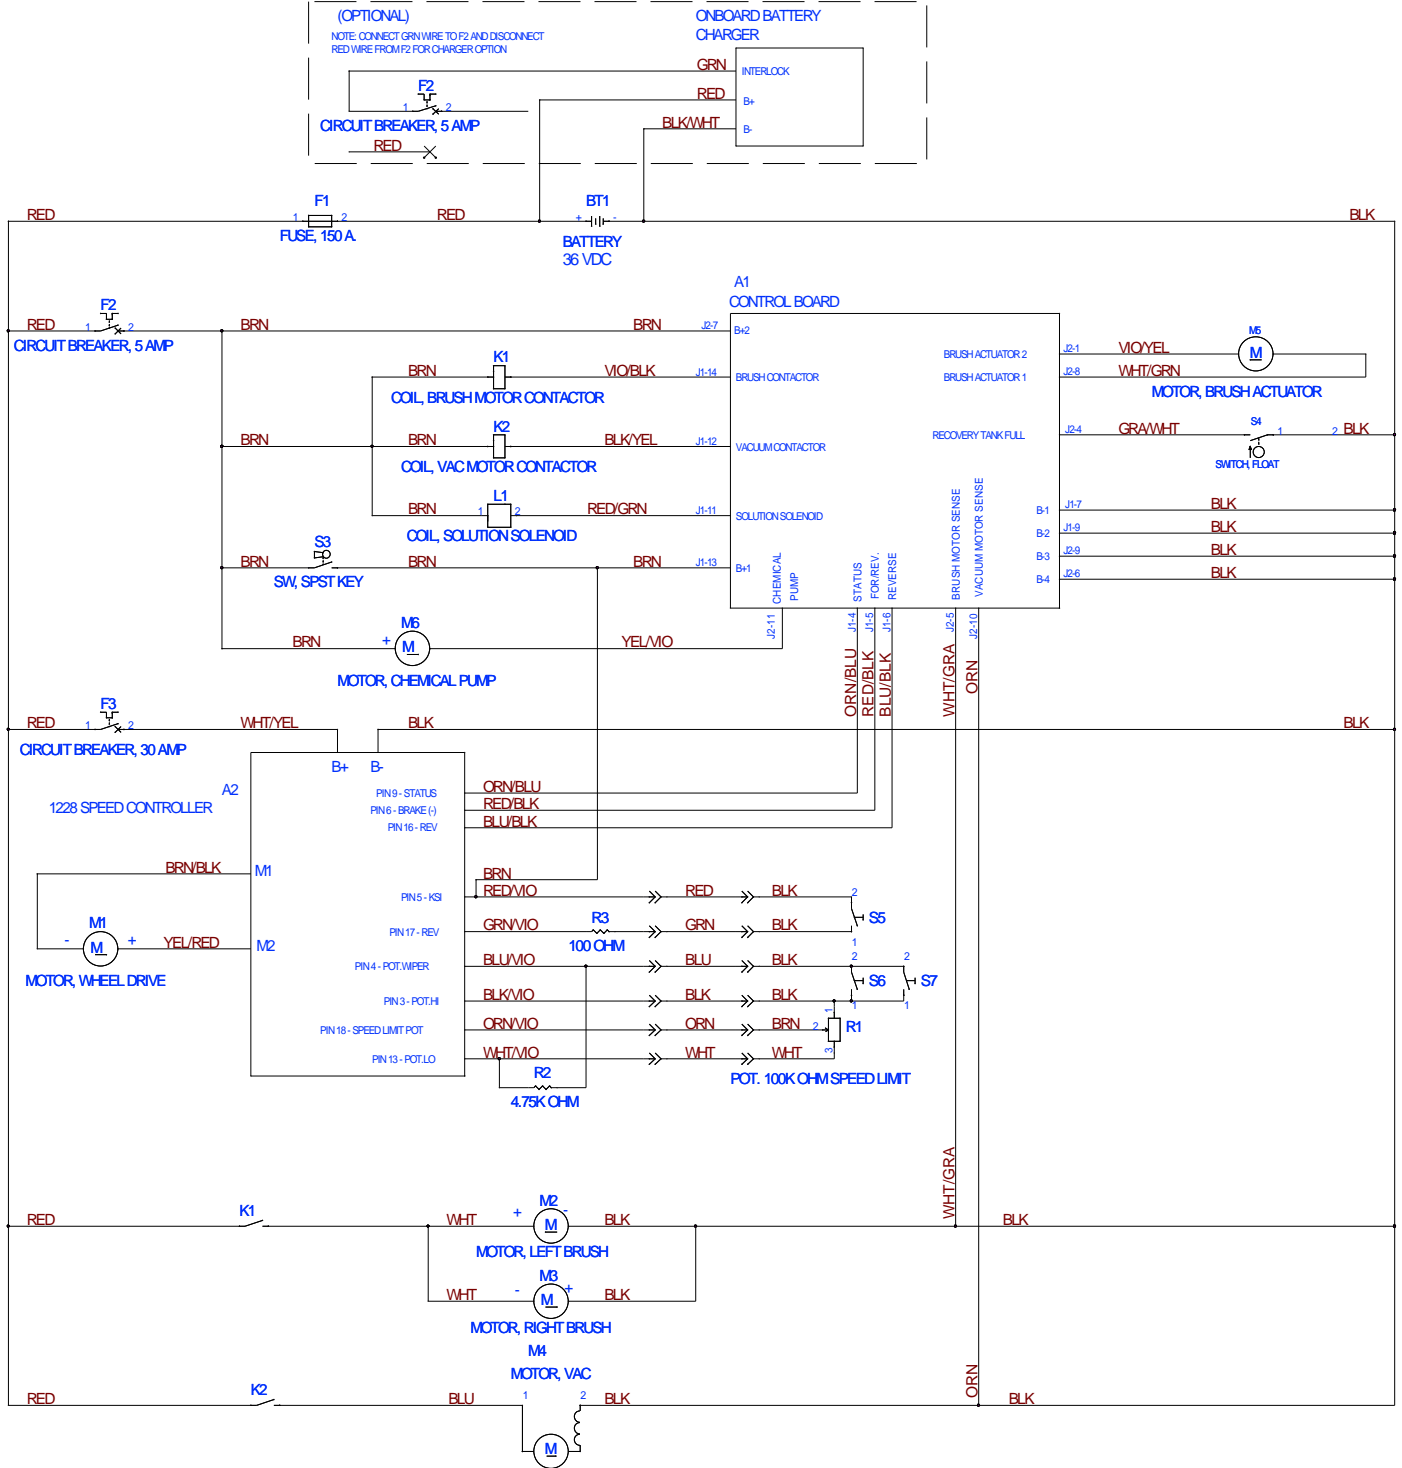 (OPTIONAL)
NOTE: CONNECT GRN WIRE TO F2 AND DISCONNECT
RED WIRE FROM F2 FOR CHARGER OPTION
ONBOARD BATTERY
CHARGER
GRN
INTERLOCK
F2
1 2
RED
B+
CIRCUIT BREAKER, 5 AMP
BLK/WHT
B-
RED
RED
F1
1 2
FUSE, 150 A.
RED
BT1
+ -
BATTERY
36 VDC
BLK
A1
CONTROL BOARD
RED
F2
1 2
CIRCUIT BREAKER, 5 AMP
BRN
BRN
J2-7
B+2
BRN
K1
VIO/BLK
J1-14
BRUSH CONTACTOR
COIL, BRUSH MOTOR CONTACTOR
BRN
BRN
K2
BLK/YEL
J1-12
VACUUM CONTACTOR
COIL, VAC MOTOR CONTACTOR
BRN
L1
1 2
RED/GRN
J1-11
SOLUTION SOLENOID
COIL, SOLUTION SOLENOID
BRN
S3
SW, SPST KEY
BRN
BRN
J1-13
B+1
CHEMICAL
PUMP
J2-11
BRN
+
M6
M
YEL/VIO
MOTOR, CHEMICAL PUMP
BRUSH ACTUATOR 2
J2-1
VIO/YEL
M5
M
BRUSH ACTUATOR 1
J2-8
WHT/GRN
MOTOR, BRUSH ACTUATOR
RECOVERY TANK FULL
J2-4
GRA/WHT
S4
1
2
BLK
SWITCH, FLOAT
B-1
J1-7
BLK
B-2
J1-9
BLK
B-3
J2-9
BLK
B-4
J2-6
BLK
STATUS
FOR/REV.
REVERSE
BRUSH MOTOR SENSE
VACUUM MOTOR SENSE
J1-4
J1-5
J1-6
J2-5
J2-10
ORN/BLU
RED/BLK
BLU/BLK
WHT/GRA
ORN
RED
F3
1 2
CIRCUIT BREAKER, 30 AMP
WHT/YEL
BLK
BLK
B+
B-
A2
1228 SPEED CONTROLLER
PIN 9 - STATUS
ORN/BLU
PIN 6 - BRAKE (-)
RED/BLK
PIN 16 - REV
BLU/BLK
BRN/BLK
M1
M1
M
- +
YEL/RED
M2
MOTOR, WHEEL DRIVE
BRN
PIN 5 - KSI
RED/VIO
RED
BLK
2
S5
1
PIN 17 - REV
GRN/VIO
R3
100 OHM
GRN
BLK
PIN 4 - POT.WIPER
BLU/VIO
BLU
BLK
2
S6
1
2
S7
1
PIN 3 - POT.HI
BLK/VIO
BLK
BLK
PIN 18 - SPEED LIMIT POT
ORN/VIO
ORN
BRN
1
2
3
R1
PIN 13 - POT.LO
WHT/VIO
WHT
WHT
R2
4.75K OHM
POT. 100K OHM SPEED LIMIT
WHT/GRA
RED
K1
WHT
+
M2
M
-
BLK
BLK
MOTOR, LEFT BRUSH
WHT
-
M3
M
+
BLK
MOTOR, RIGHT BRUSH
M4
MOTOR, VAC
ORN
RED
K2
BLU
1
2
M
BLK
BLK